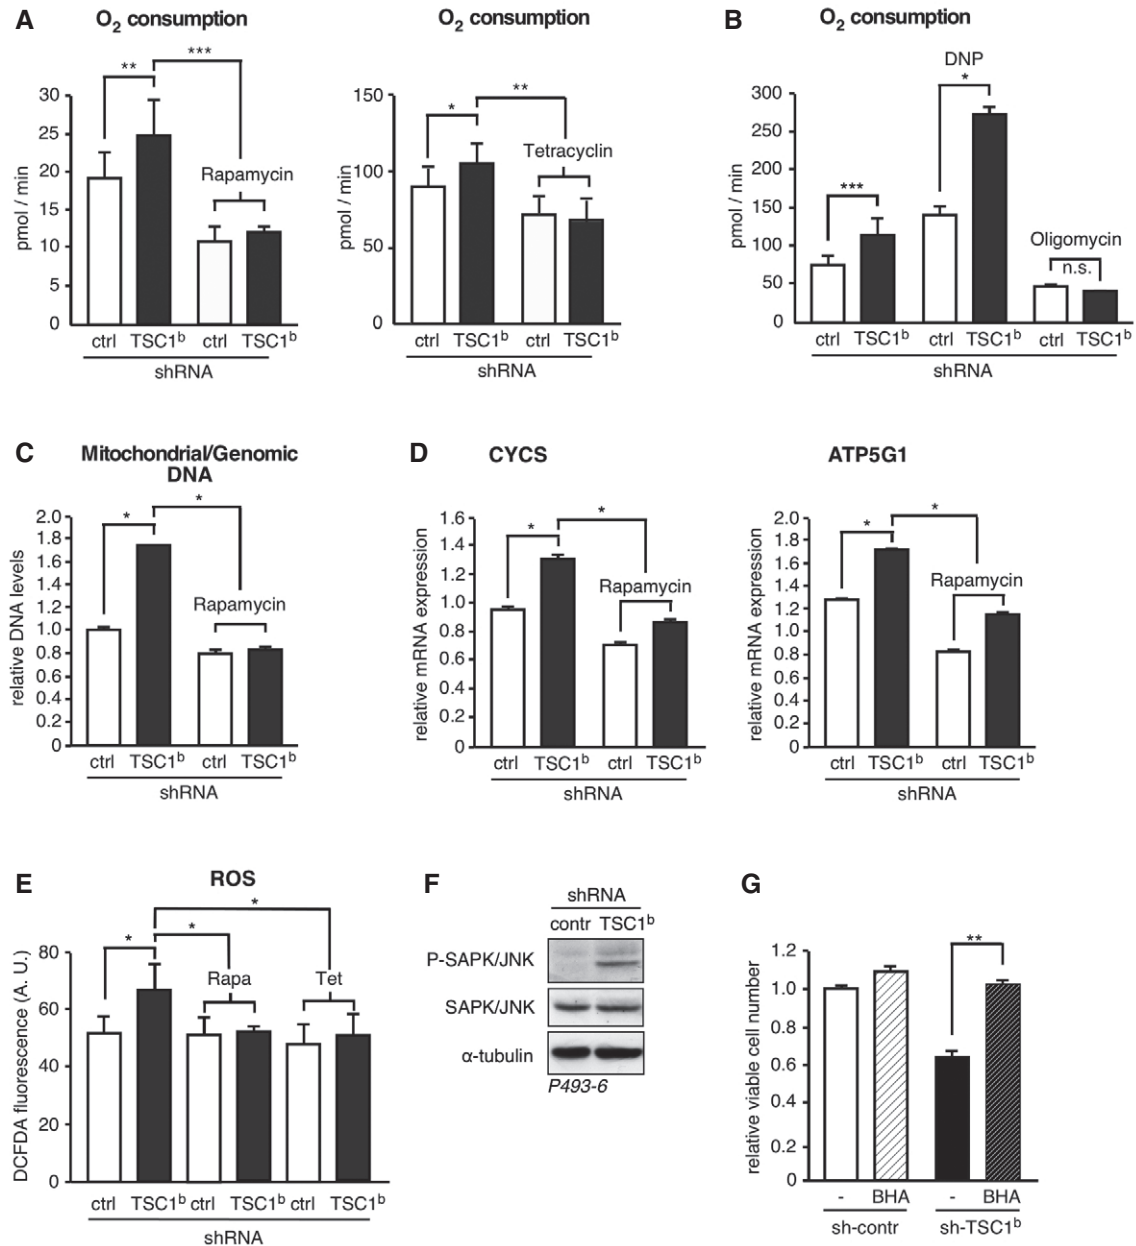 A
O2 consumption
***
**
30
25
20
15
10
5
0
pmol / min
Rapamycin
ctrl TSC1b ctrl TSC1b
shRNA
O2 consumption
**
*
150
100
50
0
pmol / min
Tetracyclin
ctrl TSC1b ctrl TSC1b
shRNA
B
O2 consumption
DNP
*
***
300
250
200
150
100
50
0
pmol / min
Oligomycin
n.s.
ctrl TSC1b ctrl TSC1b ctrl TSC1b
shRNA
C
Mitochondrial/Genomic
DNA
*
*
2.0
1.8
1.6
1.4
1.2
1.0
0.8
0.6
0.4
0.2
0
relative DNA levels
Rapamycin
ctrl TSC1b ctrl TSC1b
shRNA
D
CYCS
*
*
1.6
1.4
1.2
1.0
0.8
0.6
0.4
0.2
0
relative mRNA expression
Rapamycin
ctrl TSC1b ctrl TSC1b
shRNA
ATP5G1
*
*
2.0
1.8
1.6
1.4
1.2
1.0
0.8
0.6
0.4
0.2
0
relative mRNA expression
Rapamycin
ctrl TSC1b ctrl TSC1b
shRNA
E
ROS
*
*
*
80
60
40
20
0
DCFDA fluorescence (A. U.)
Rapa
Tet
ctrl TSC1b ctrl TSC1b ctrl TSC1b
shRNA
F
shRNA
contr TSC1b
P-SAPK/JNK
SAPK/JNK
α-tubulin
P493-6
G
**
1.2
1.0
0.8
0.6
0.4
0.2
0
relative viable cell number
- BHA - BHA
sh-contr sh-TSC1b